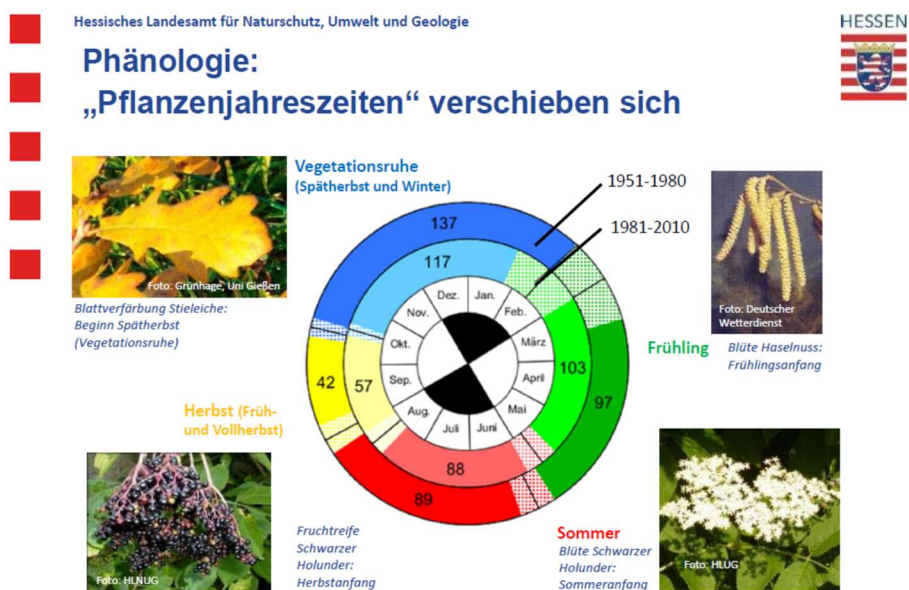 Hessisches Landesamt für Naturschutz, Umwelt und Geologie
HESSEN
Phänologie:
„Pflanzenjahreszeiten“ verschieben sich
Vegetationsruhe
(Spätherbst und Winter)
1951-1980
1981-2010
137
117
Foto: Grünhage, Uni Gießen
Blattverfärbung Stieleiche:
Beginn Spätherbst
(Vegetationsruhe)
Foto: Deutscher
Wetterdienst
Blüte Haselnuss:
Frühlingsanfang
Frühling
Dez.
Jan.
Nov.
Feb.
Okt.
März
Sep.
April
Aug.
Mai
Juli
Juni
42
57
103
97
88
89
Herbst (Früh-
und Vollherbst)
Foto: HLNUG
Fruchtreife
Schwarzer
Holunder:
Herbstanfang
Sommer
Blüte Schwarzer
Holunder:
Sommeranfang
Foto: HLUG